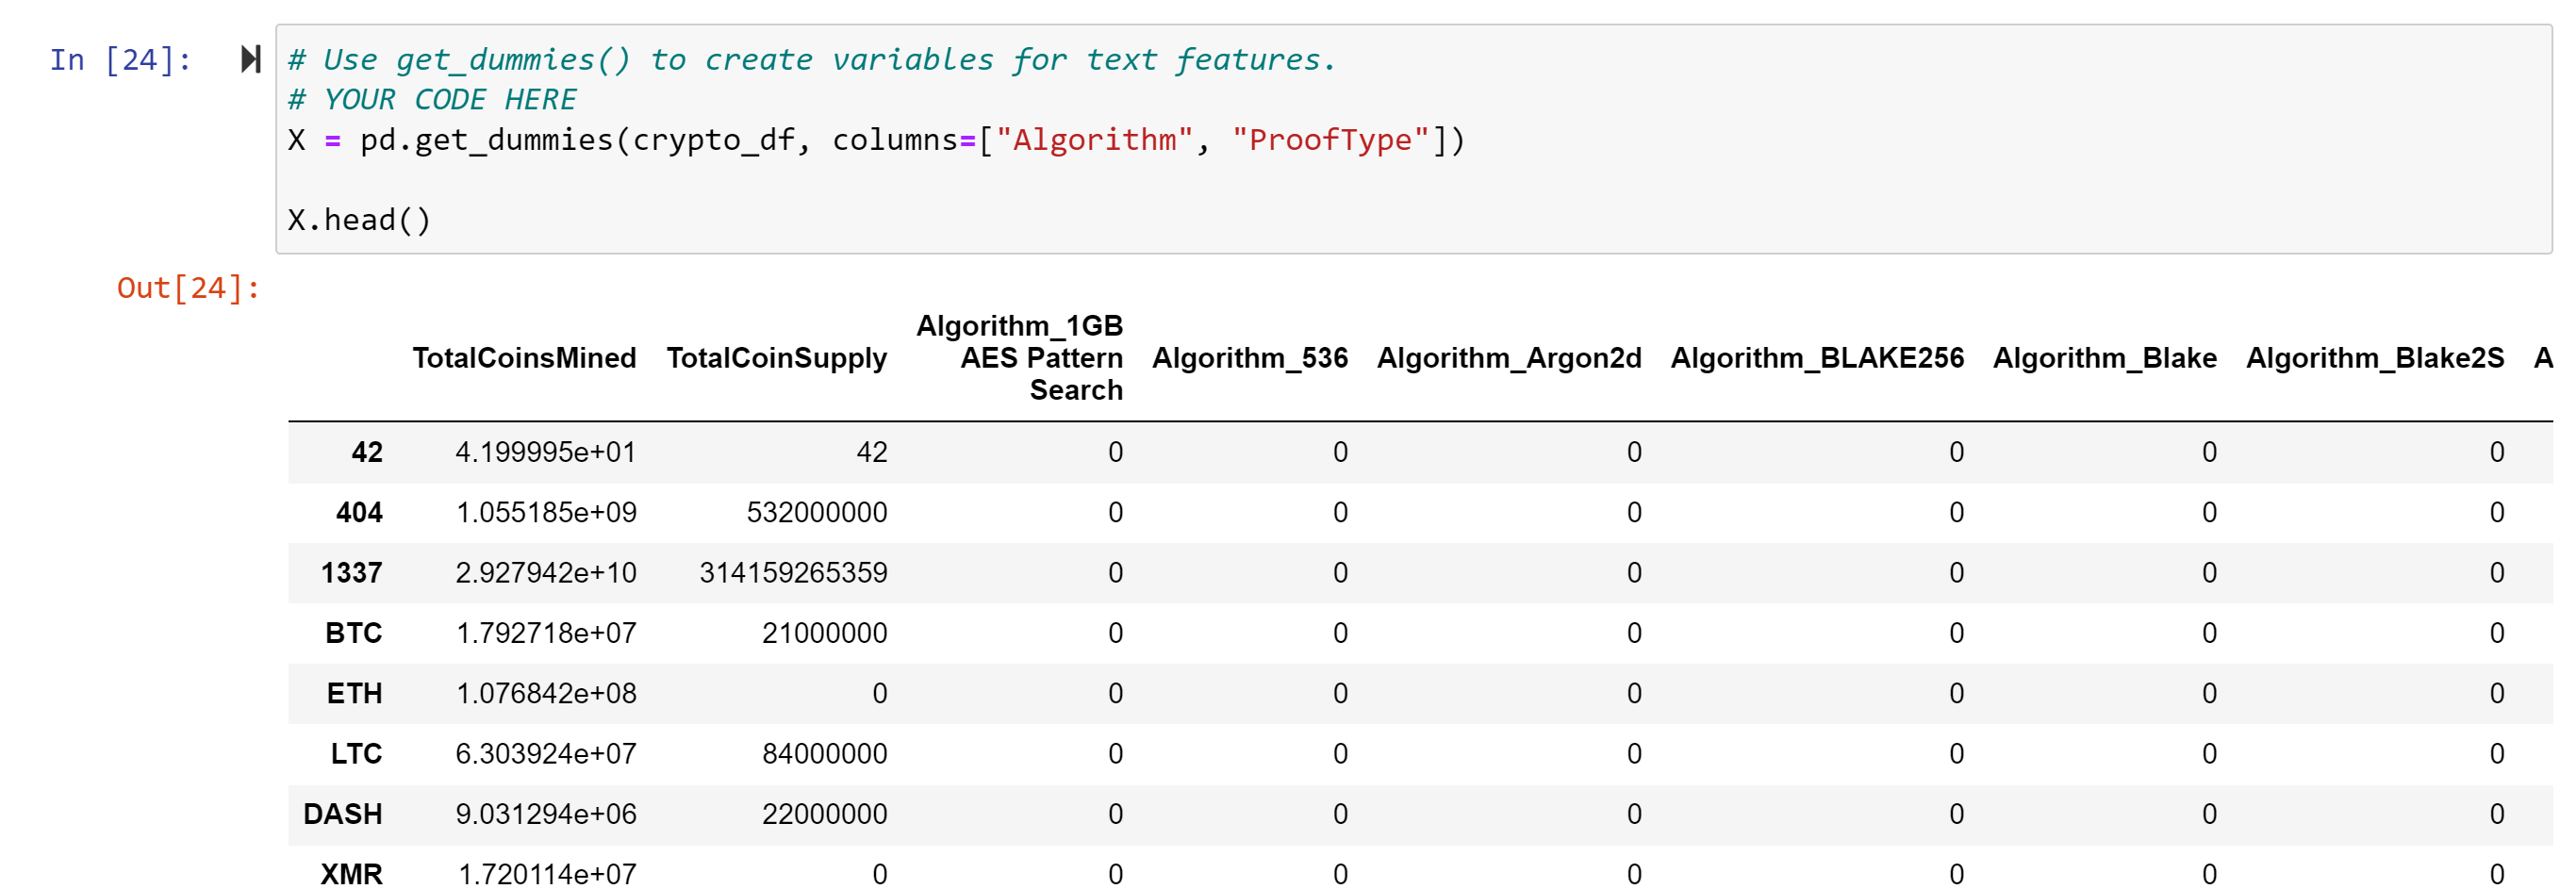 In [24]:
# Use get_dummies() to create variables for text features.
# YOUR CODE HERE
X = pd.get_dummies(crypto_df, columns=["Algorithm", "ProofType"])
X.head()
Out[24]:
TotalCoinsMined TotalCoinSupply Algorithm_1GB AES Pattern Search Algorithm_536 Algorithm_Argon2d Algorithm_BLAKE256 Algorithm_Blake Algorithm_Blake2S A
42 4.199995e+01 42 0 0 0 0 0 0
404 1.055185e+09 532000000 0 0 0 0 0 0
1337 2.927942e+10 314159265359 0 0 0 0 0 0
BTC 1.792718e+07 21000000 0 0 0 0 0 0
ETH 1.076842e+08 0 0 0 0 0 0 0
LTC 6.303924e+07 84000000 0 0 0 0 0 0
DASH 9.031294e+06 22000000 0 0 0 0 0 0
XMR 1.720114e+07 0 0 0 0 0 0 0